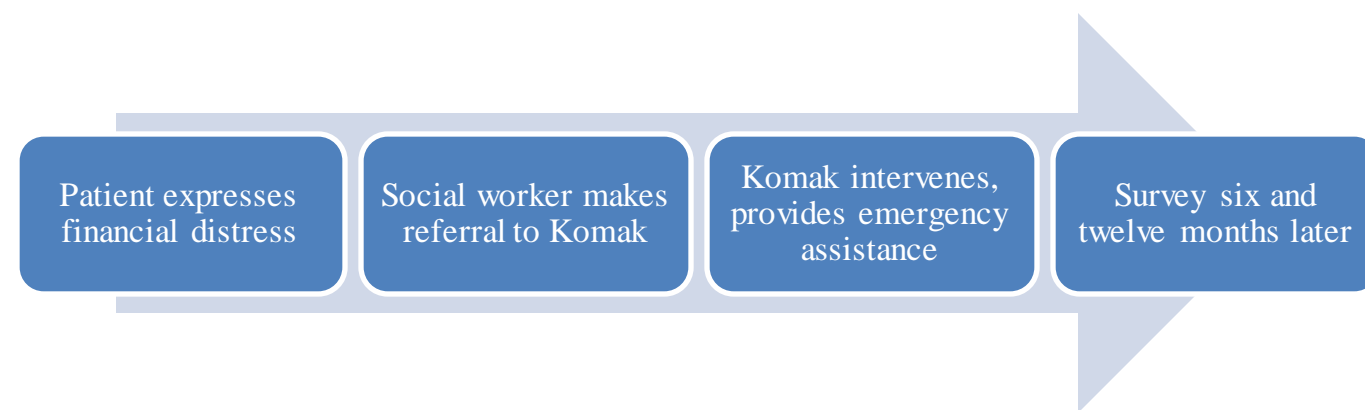 Patient expresses
financial distress
Social worker makes
referral to Komak
Komak intervenes,
provides emergency
assistance
Survey six and
twelve months later